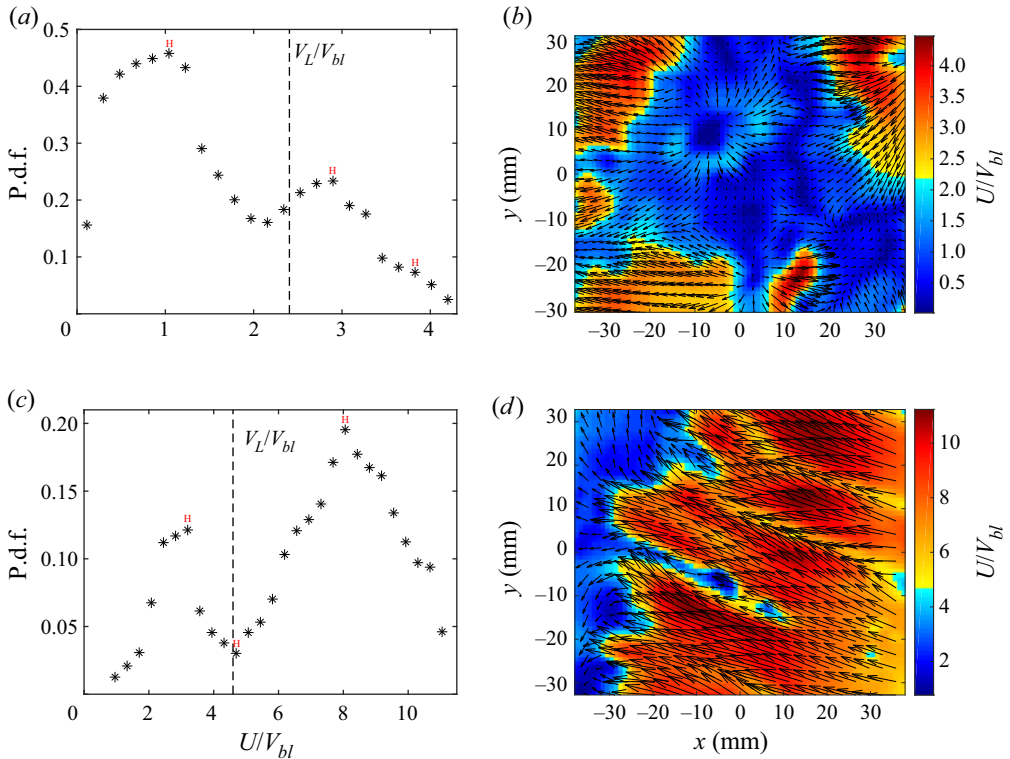 (a)
0.5
0.4
0.3
0.2
0.1
P.d.f.
H
H
H
V_L/V_bl
0 1 2 3 4
(b)
30
20
10
0
–10
–20
–30
y (mm)
–30 –20 –10 0 10 20 30
4.0
3.5
3.0
2.5
2.0
1.5
1.0
0.5
U/V_bl
(c)
0.20
0.15
0.10
0.05
P.d.f.
H
H
H
V_L/V_bl
0 2 4 6 8 10
U/V_bl
(d)
30
20
10
0
–10
–20
–30
y (mm)
–30 –20 –10 0 10 20 30
x (mm)
10
8
6
4
2
U/V_bl